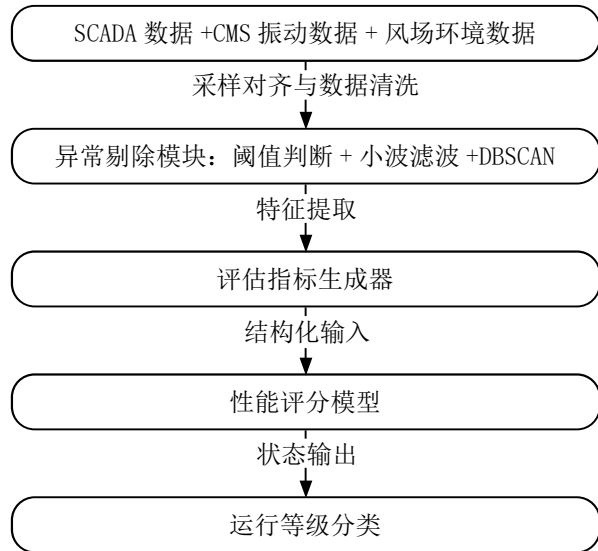 SCADA 数据 +CMS 振动数据 + 风场环境数据
采样对齐与数据清洗
异常剔除模块：阈值判断 + 小波滤波 +DBSCAN
特征提取
评估指标生成器
结构化输入
性能评分模型
状态输出
运行等级分类